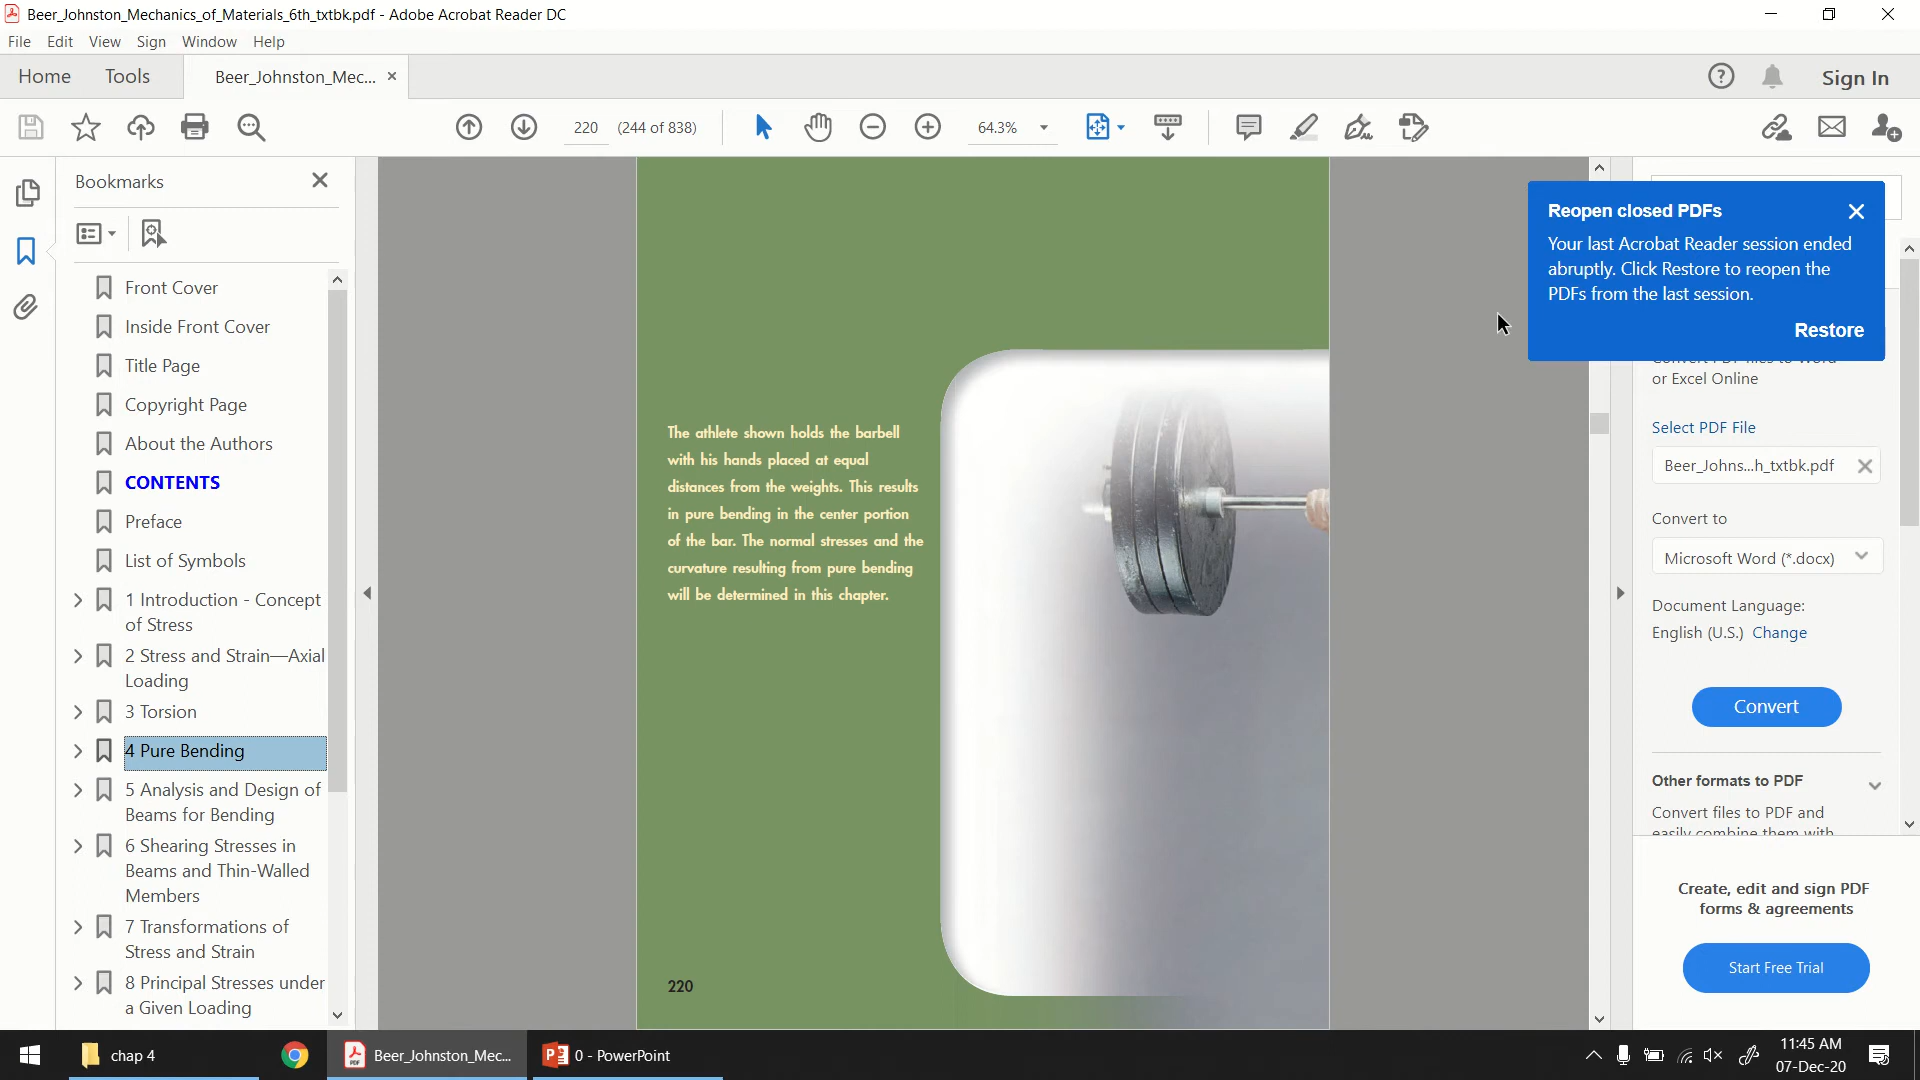 Beer_Johnston_Mechanics_of_Materials_6th_txtbk.pdf - Adobe Acrobat Reader DC
File Edit View Sign Window Help
Home Tools Beer_Johnston_Mec... Sign In
220 (244 of 838) 64.3%
Bookmarks
Front Cover
Inside Front Cover
Title Page
Copyright Page
About the Authors
CONTENTS
Preface
List of Symbols
1 Introduction - Concept
of Stress
2 Stress and Strain—Axial
Loading
3 Torsion
4 Pure Bending
5 Analysis and Design of
Beams for Bending
6 Shearing Stresses in
Beams and Thin-Walled
Members
7 Transformations of
Stress and Strain
8 Principal Stresses under
a Given Loading
The athlete shown holds the barbell
with his hands placed at equal
distances from the weights. This results
in pure bending in the center portion
of the bar. The normal stresses and the
curvature resulting from pure bending
will be determined in this chapter.
220
Reopen closed PDFs
Your last Acrobat Reader session ended
abruptly. Click Restore to reopen the
PDFs from the last session.
Restore
or Excel Online
Select PDF File
Beer_Johns...h_txtbk.pdf
Convert to
Microsoft Word (*.docx)
Document Language:
English (U.S.) Change
Convert
Other formats to PDF
Convert files to PDF and
easily combine them with
Create, edit and sign PDF
forms & agreements
Start Free Trial
chap 4
Beer_Johnston_Mec...
0 - PowerPoint
11:45 AM
07-Dec-20